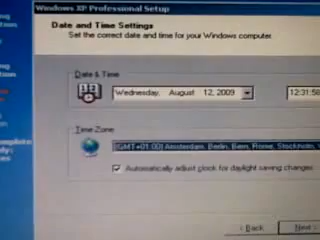 Windows XP Professional Setup
Date and Time Settings
Set the correct date and time for your Windows computer.
Date & Time
Wednesday, August 12, 2009
12:31:58
Time Zone
(GMT+01:00) Amsterdam, Berlin, Bern, Rome, Stockholm,
Automatically adjust clock for daylight saving changes
< Back
Next